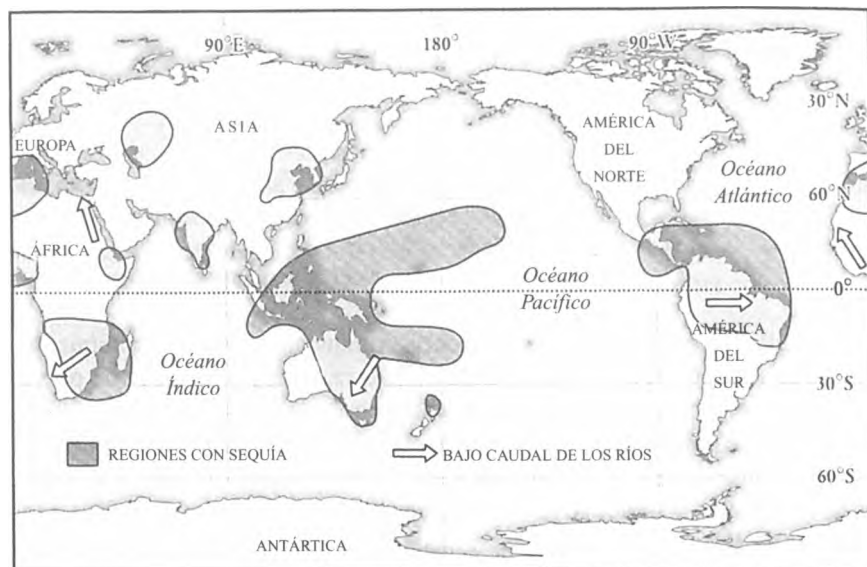 90°E
180°
90°W
30°N
EUROPA
ASIA
AMÉRICA
DEL
NORTE
Océano
Atlántico
60°N
ÁFRICA
Océano
Pacífico
0°
AMÉRICA
DEL
SUR
Océano
Índico
30°S
REGIONES CON SEQUÍA
BAJO CAUDAL DE LOS RÍOS
60°S
ANTÁRTICA